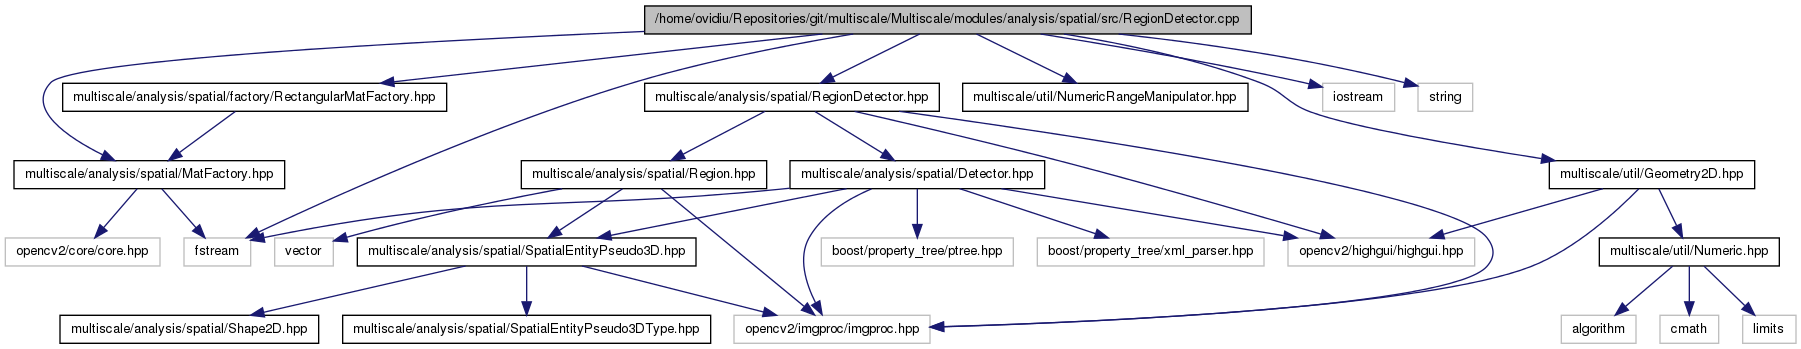 /home/ovidiu/Repositories/git/multiscale/Multiscale/modules/analysis/spatial/src/RegionDetector.cpp
multiscale/analysis/spatial/factory/RectangularMatFactory.hpp
multiscale/analysis/spatial/RegionDetector.hpp
multiscale/util/NumericRangeManipulator.hpp
iostream
string
multiscale/analysis/spatial/MatFactory.hpp
multiscale/analysis/spatial/Region.hpp
multiscale/analysis/spatial/Detector.hpp
multiscale/util/Geometry2D.hpp
opencv2/core/core.hpp
fstream
vector
multiscale/analysis/spatial/SpatialEntityPseudo3D.hpp
boost/property_tree/ptree.hpp
boost/property_tree/xml_parser.hpp
opencv2/highgui/highgui.hpp
multiscale/util/Numeric.hpp
multiscale/analysis/spatial/Shape2D.hpp
multiscale/analysis/spatial/SpatialEntityPseudo3DType.hpp
opencv2/imgproc/imgproc.hpp
algorithm
cmath
limits